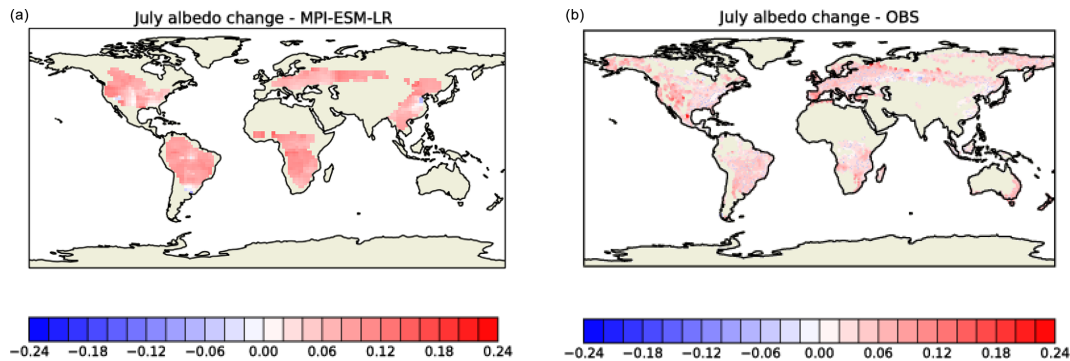 (a)
July albedo change - MPI-ESM-LR
−0.24 −0.18 −0.12 −0.06 0.00 0.06 0.12 0.18 0.24
(b)
July albedo change - OBS
−0.24 −0.18 −0.12 −0.06 0.00 0.06 0.12 0.18 0.24